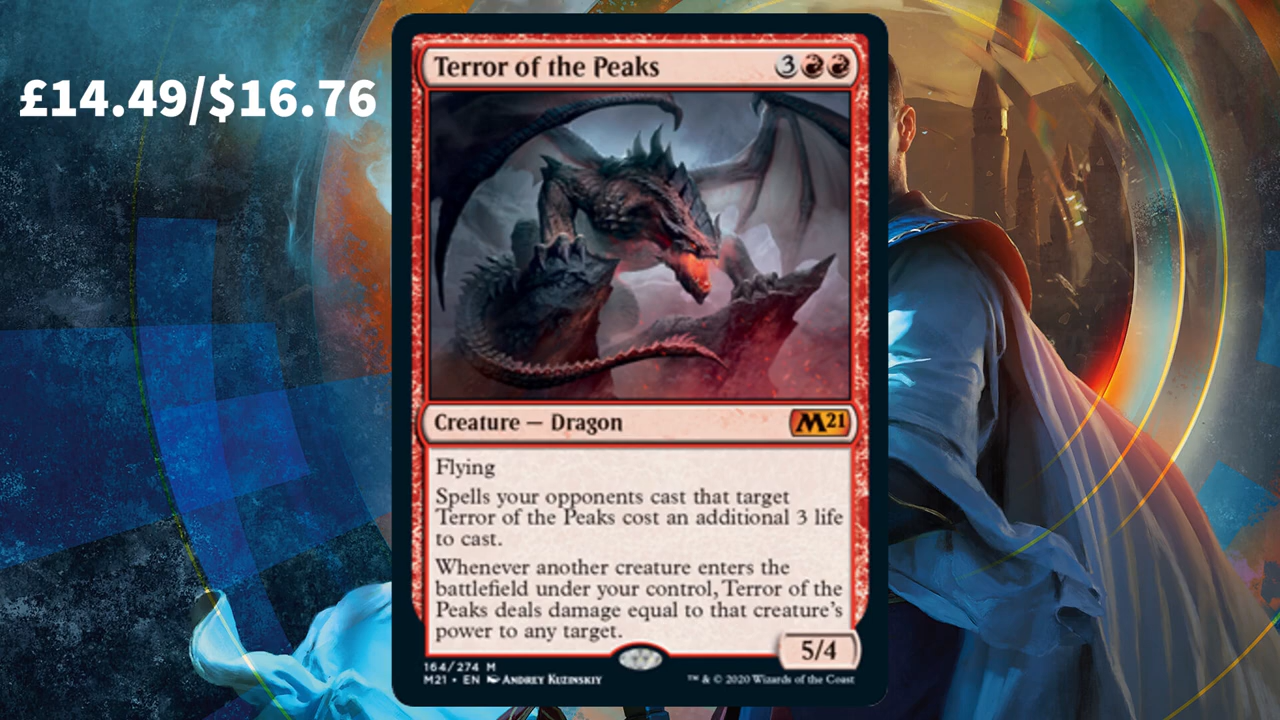 £14.49/$16.76
Terror of the Peaks 3
Creature — Dragon M21
Flying
Spells your opponents cast that target
Terror of the Peaks cost an additional 3 life
to cast.
Whenever another creature enters the
battlefield under your control, Terror of the
Peaks deals damage equal to that creature's
power to any target.
5/4
164/274 M
M21 • EN Andrey Kuzinskiy
™ & © 2020 Wizards of the Coast